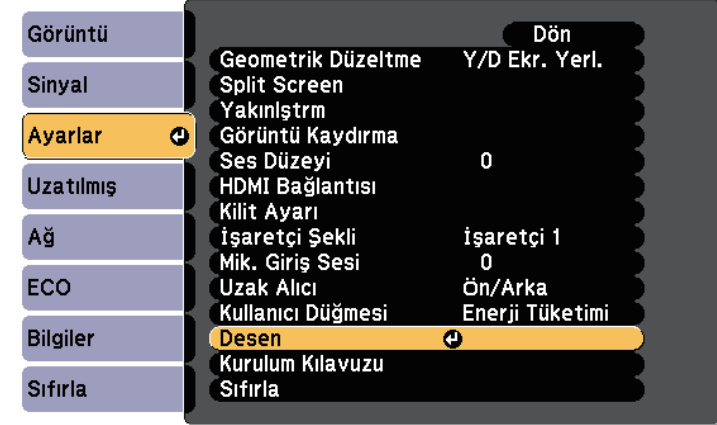 Görüntü
Sinyal
Ayarlar
Uzatılmış
Ağ
ECO
Bilgiler
Sıfırla
Dön
Geometrik Düzeltme Y/D Ekr. Yerl.
Split Screen
Yakınlştrm
Görüntü Kaydırma
Ses Düzeyi 0
HDMI Bağlantısı
Kilit Ayarı
İşaretçi Şekli İşaretçi 1
Mik. Giriş Sesi 0
Uzak Alıcı Ön/Arka
Kullanıcı Düğmesi Enerji Tüketimi
Desen
Kurulum Kılavuzu
Sıfırla